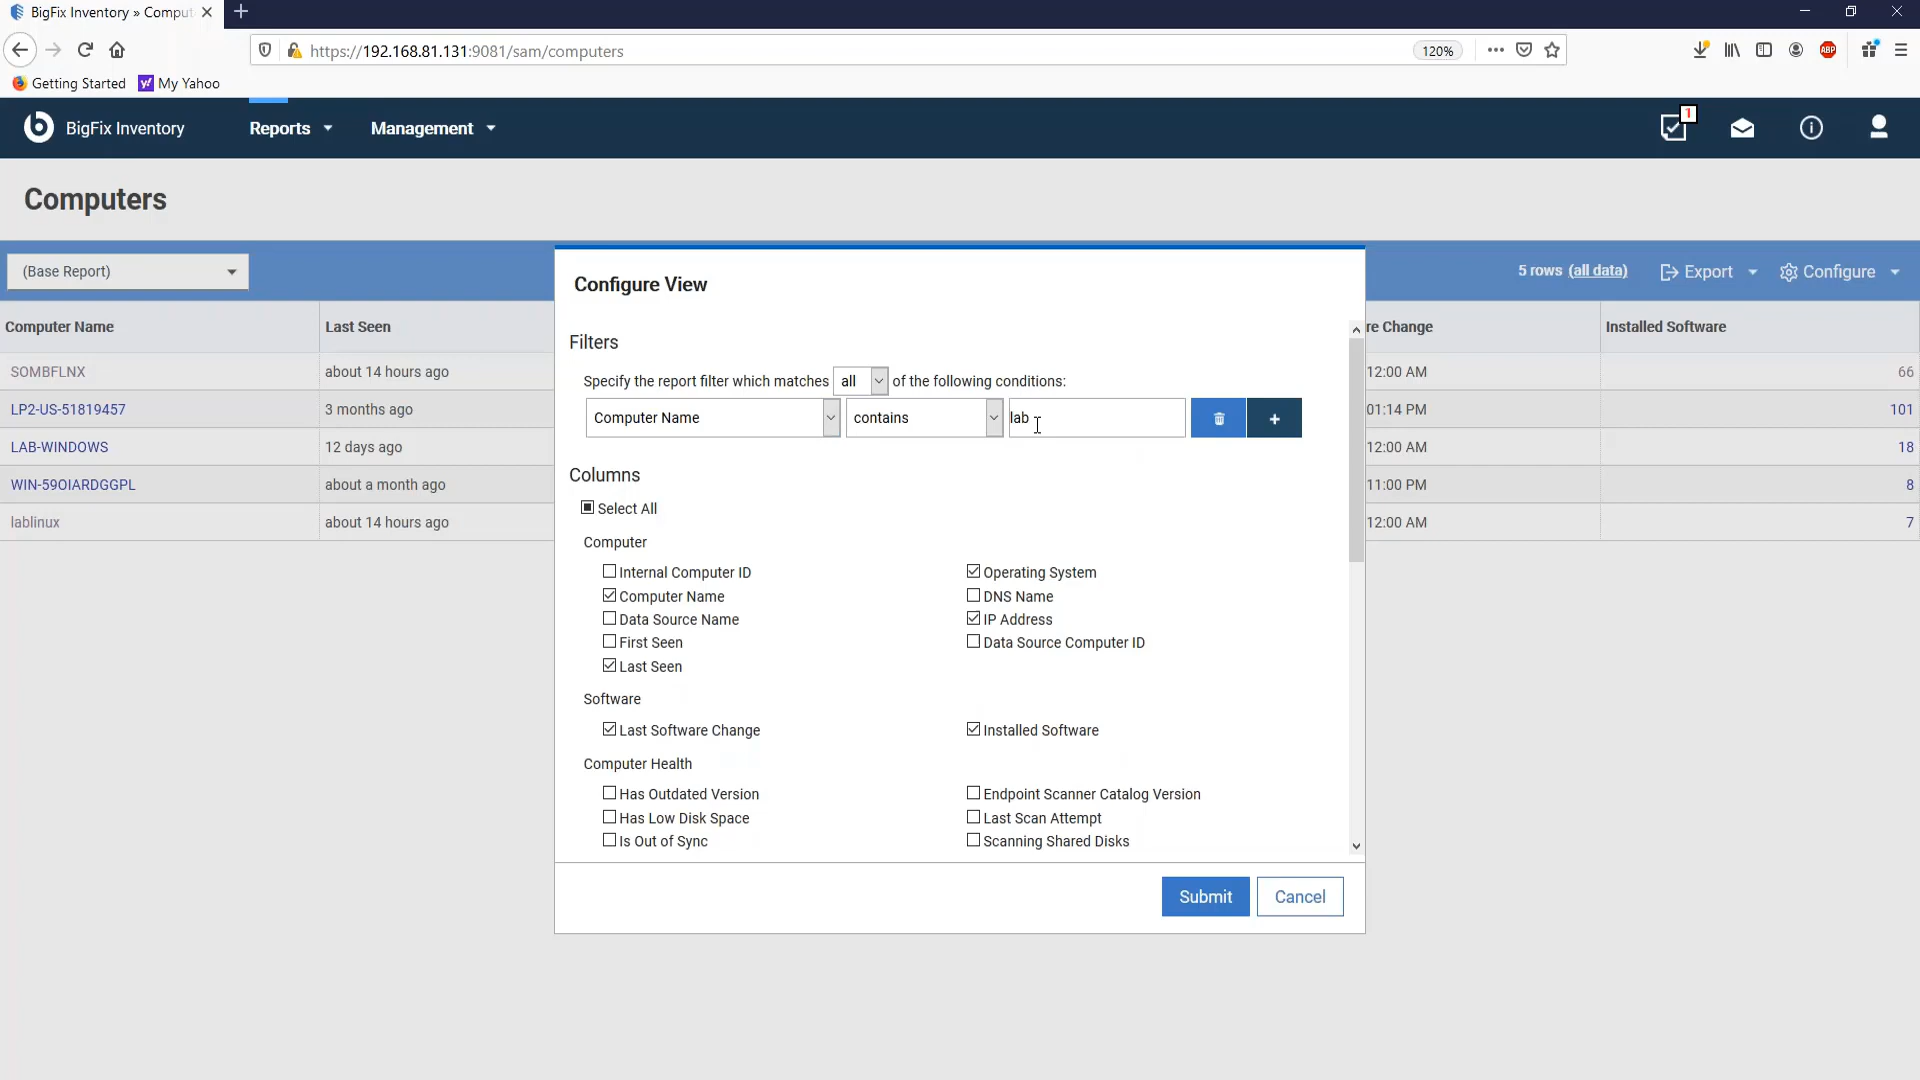 BigFix Inventory » Comput
https://192.168.81.131:9081/sam/computers
120%
Getting Started
My Yahoo
BigFix Inventory
Reports
Management
1
Computers
(Base Report)
5 rows (all data)
Export
Configure
Computer Name
Last Seen
re Change
Installed Software
SOMBFLNX
about 14 hours ago
12:00 AM
66
LP2-US-51819457
3 months ago
01:14 PM
101
LAB-WINDOWS
12 days ago
12:00 AM
18
WIN-59OIARDGGPL
about a month ago
11:00 PM
8
lablinux
about 14 hours ago
12:00 AM
7
Configure View
Filters
Specify the report filter which matches all of the following conditions:
Computer Name
contains
lab
Columns
Select All
Computer
Internal Computer ID
Operating System
Computer Name
DNS Name
Data Source Name
IP Address
First Seen
Data Source Computer ID
Last Seen
Software
Last Software Change
Installed Software
Computer Health
Has Outdated Version
Endpoint Scanner Catalog Version
Has Low Disk Space
Last Scan Attempt
Is Out of Sync
Scanning Shared Disks
Submit
Cancel